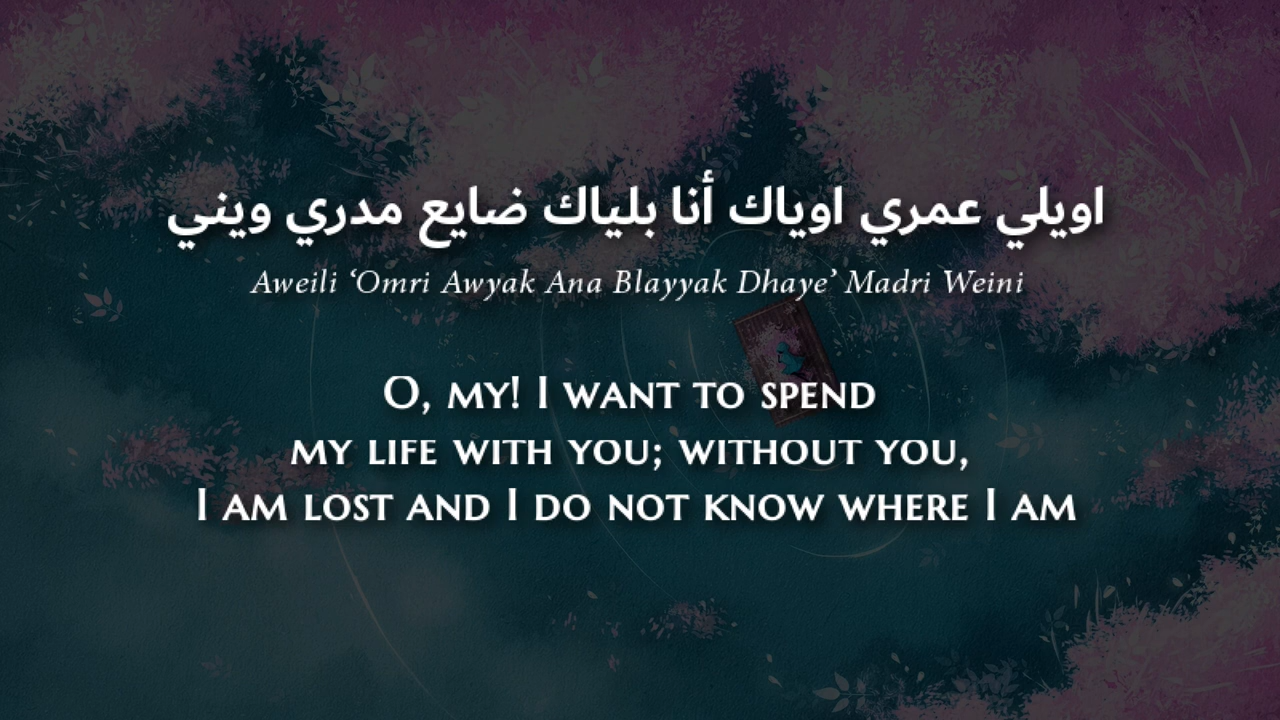 اويلي عمري اوياك أنا بلياك ضايع مدري ويني
Aweili ‘Omri Awyak Ana Blayyak Dhaye’ Madri Weini
O, my! I want to spend
my life with you; without you,
I am lost and I do not know where I am